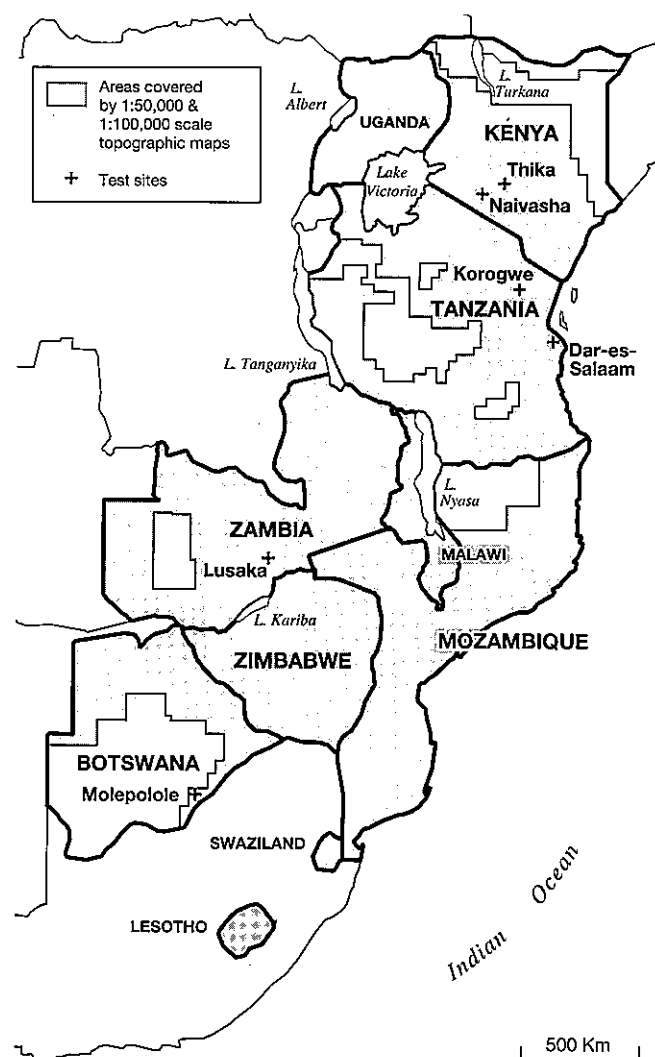 Areas covered
by 1:50,000 &
1:100,000 scale
topographic maps
Test sites
L.
Albert
UGANDA
L.
Turkana
KENYA
Thika
Lake
Victoria
Naivasha
Korogwe
TANZANIA
Dar-es-
Salaam
L. Tanganyika
L.
Nyasa
ZAMBIA
MALAWI
Lusaka
L. Kariba
MOZAMBIQUE
ZIMBABWE
BOTSWANA
Molepolole
SWAZILAND
LESOTHO
Indian Ocean
500 Km